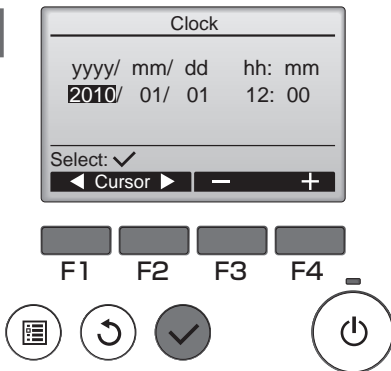 Clock
yyyy/ mm/ dd hh: mm
2010/ 01/ 01 12: 00
Select: ✓
◀ Cursor ▶ − +
F1 F2 F3 F4